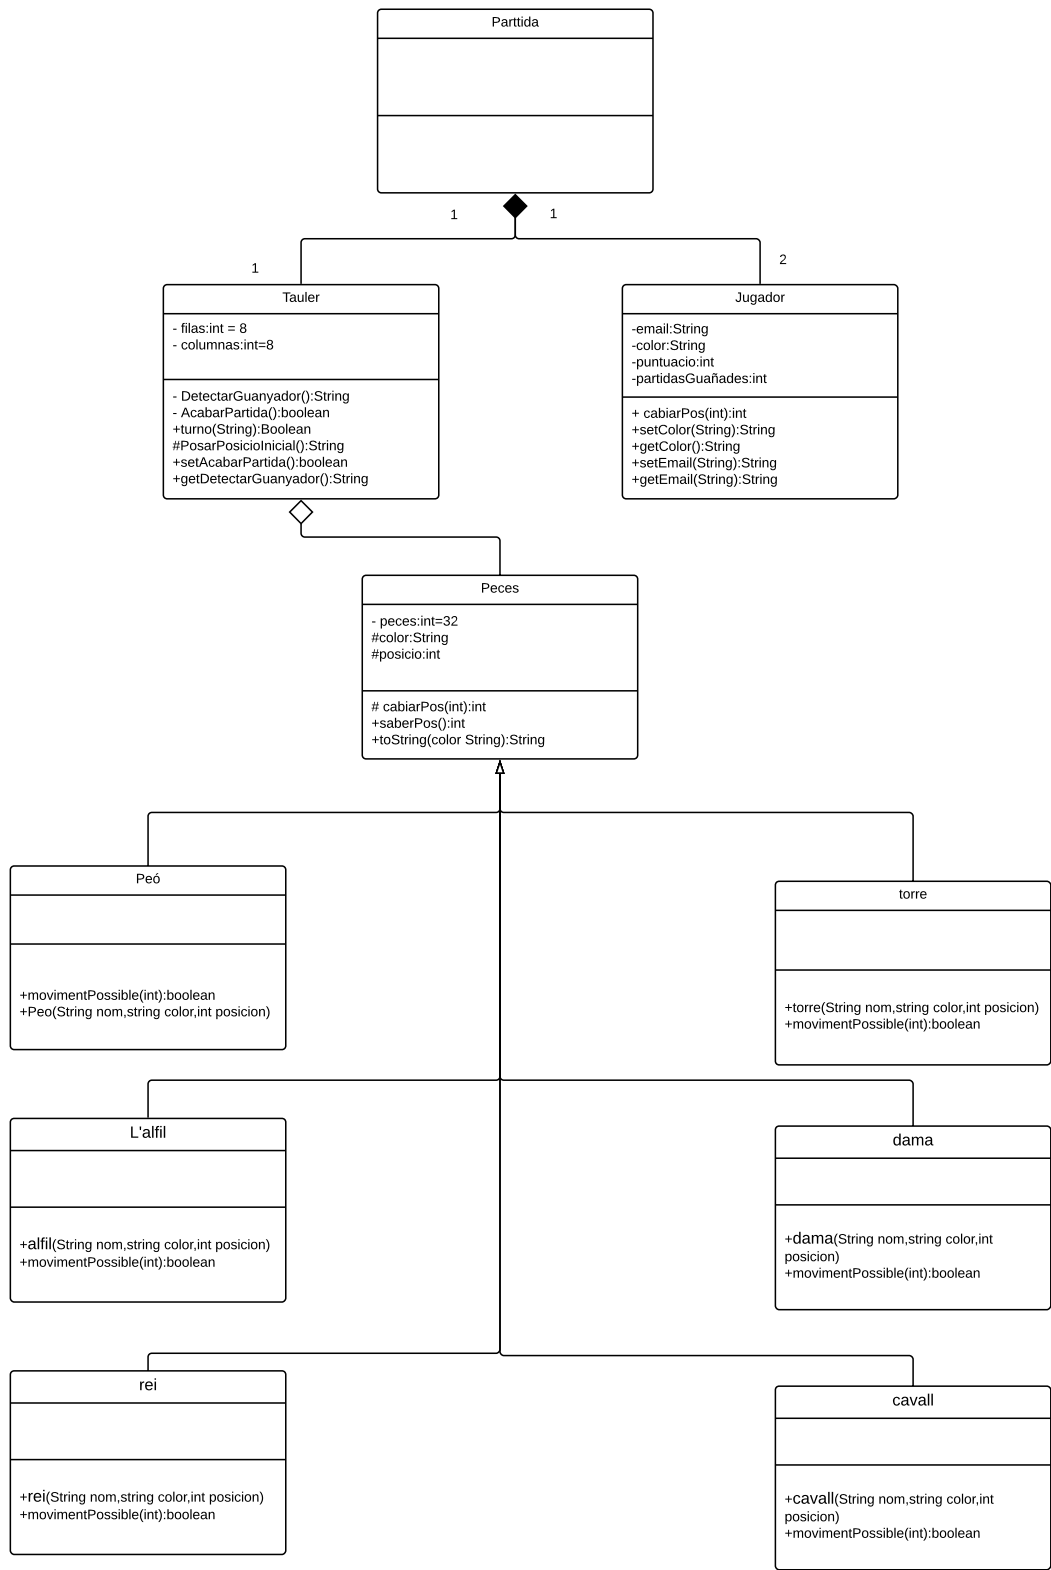 Parttida
1
1
1
2
Tauler
- filas:int = 8
- columnas:int=8
- DetectarGuanyador():String
- AcabarPartida():boolean
+turno(String):Boolean
#PosarPosicioInicial():String
+setAcabarPartida():boolean
+getDetectarGuanyador():String
Jugador
-email:String
-color:String
-puntuacio:int
-partidasGuañades:int
+ cabiarPos(int):int
+setColor(String):String
+getColor():String
+setEmail(String):String
+getEmail(String):String
Peces
- peces:int=32
#color:String
#posicio:int
# cabiarPos(int):int
+saberPos():int
+toString(color String):String
Peó
+movimentPossible(int):boolean
+Peo(String nom,string color,int posicion)
torre
+torre(String nom,string color,int posicion)
+movimentPossible(int):boolean
L'alfil
+alfil(String nom,string color,int posicion)
+movimentPossible(int):boolean
dama
+dama(String nom,string color,int
posicion)
+movimentPossible(int):boolean
rei
+rei(String nom,string color,int posicion)
+movimentPossible(int):boolean
cavall
+cavall(String nom,string color,int
posicion)
+movimentPossible(int):boolean